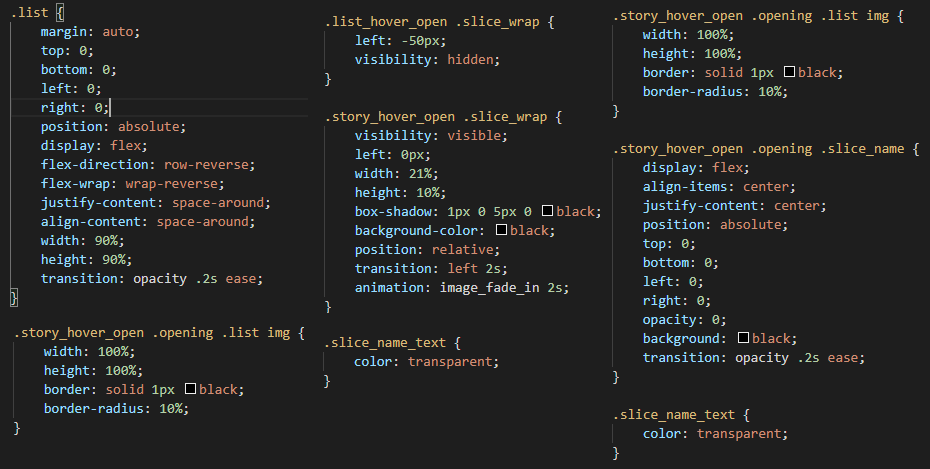 .list {
margin: auto;
top: 0;
bottom: 0;
left: 0;
right: 0;
position: absolute;
display: flex;
flex-direction: row-reverse;
flex-wrap: wrap-reverse;
justify-content: space-around;
align-content: space-around;
width: 90%;
height: 90%;
transition: opacity .2s ease;
}
.story_hover_open .opening .list img {
width: 100%;
height: 100%;
border: solid 1px black;
border-radius: 10%;
}
.list_hover_open .slice_wrap {
left: -50px;
visibility: hidden;
}
.story_hover_open .slice_wrap {
visibility: visible;
left: 0px;
width: 21%;
height: 10%;
box-shadow: 1px 0 5px 0 black;
background-color: black;
position: relative;
transition: left 2s;
animation: image_fade_in 2s;
}
.slice_name_text {
color: transparent;
}
.story_hover_open .opening .list img {
width: 100%;
height: 100%;
border: solid 1px black;
border-radius: 10%;
}
.story_hover_open .opening .slice_name {
display: flex;
align-items: center;
justify-content: center;
position: absolute;
top: 0;
bottom: 0;
left: 0;
right: 0;
opacity: 0;
background: black;
transition: opacity .2s ease;
}
.slice_name_text {
color: transparent;
}